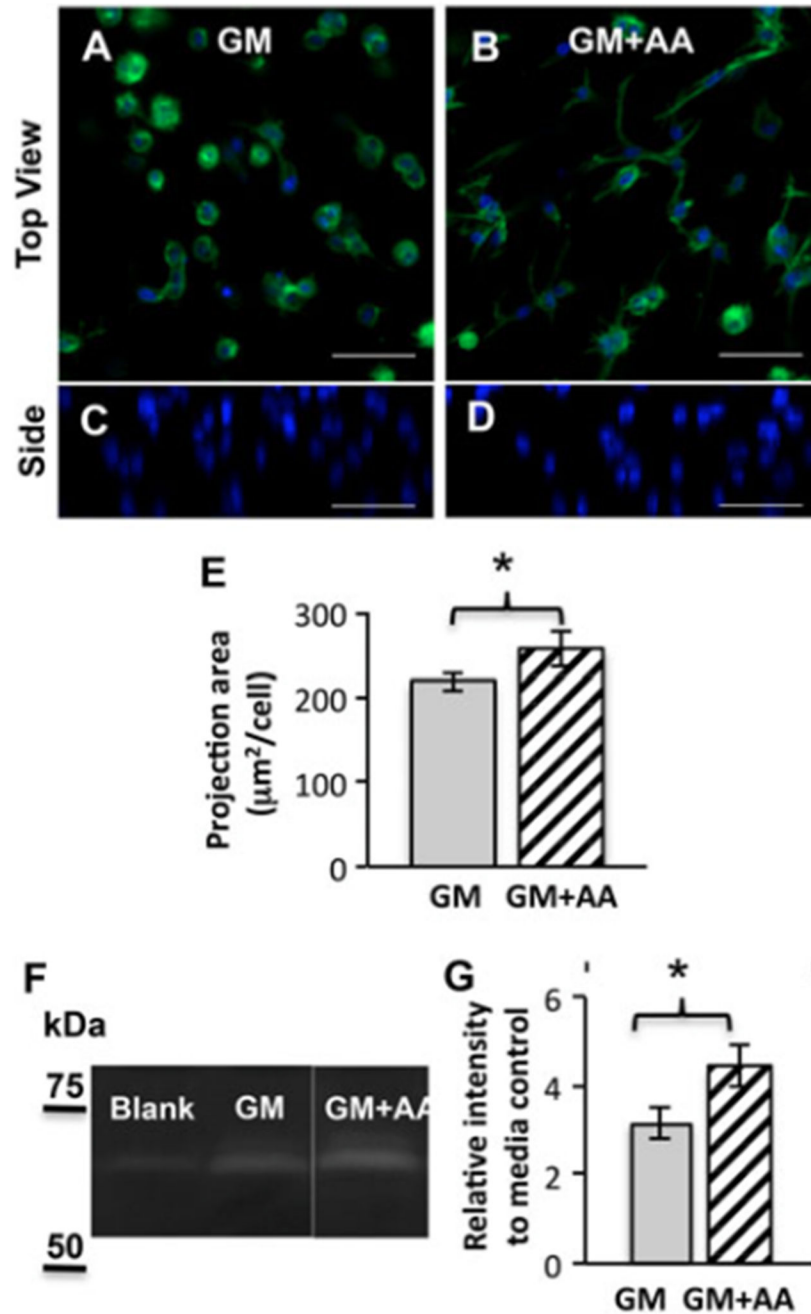 A GM
B GM+AA
Top View
C
D
Side
E
*
Projection area
(μm²/cell)
300
200
100
0
GM GM+AA
F
kDa
75
50
Blank GM GM+AA
G
*
Relative intensity
to media control
6
4
2
0
GM GM+AA